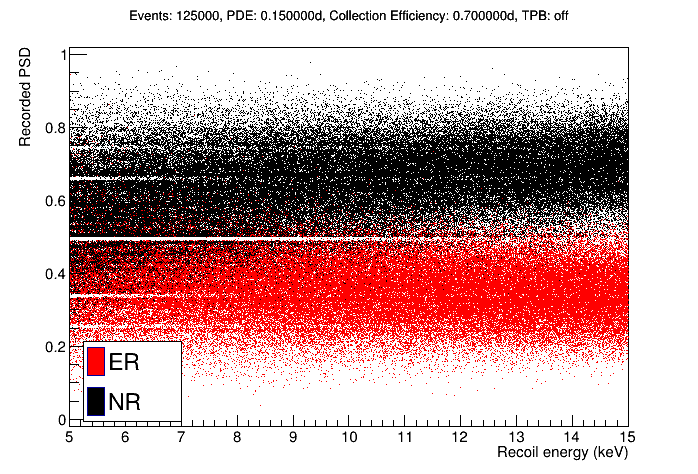 Events: 125000, PDE: 0.150000d, Collection Efficiency: 0.700000d, TPB: off
Recorded PSD
1
0.8
0.6
0.4
0.2
0
ER
NR
5 6 7 8 9 10 11 12 13 14 15
Recoil energy (keV)